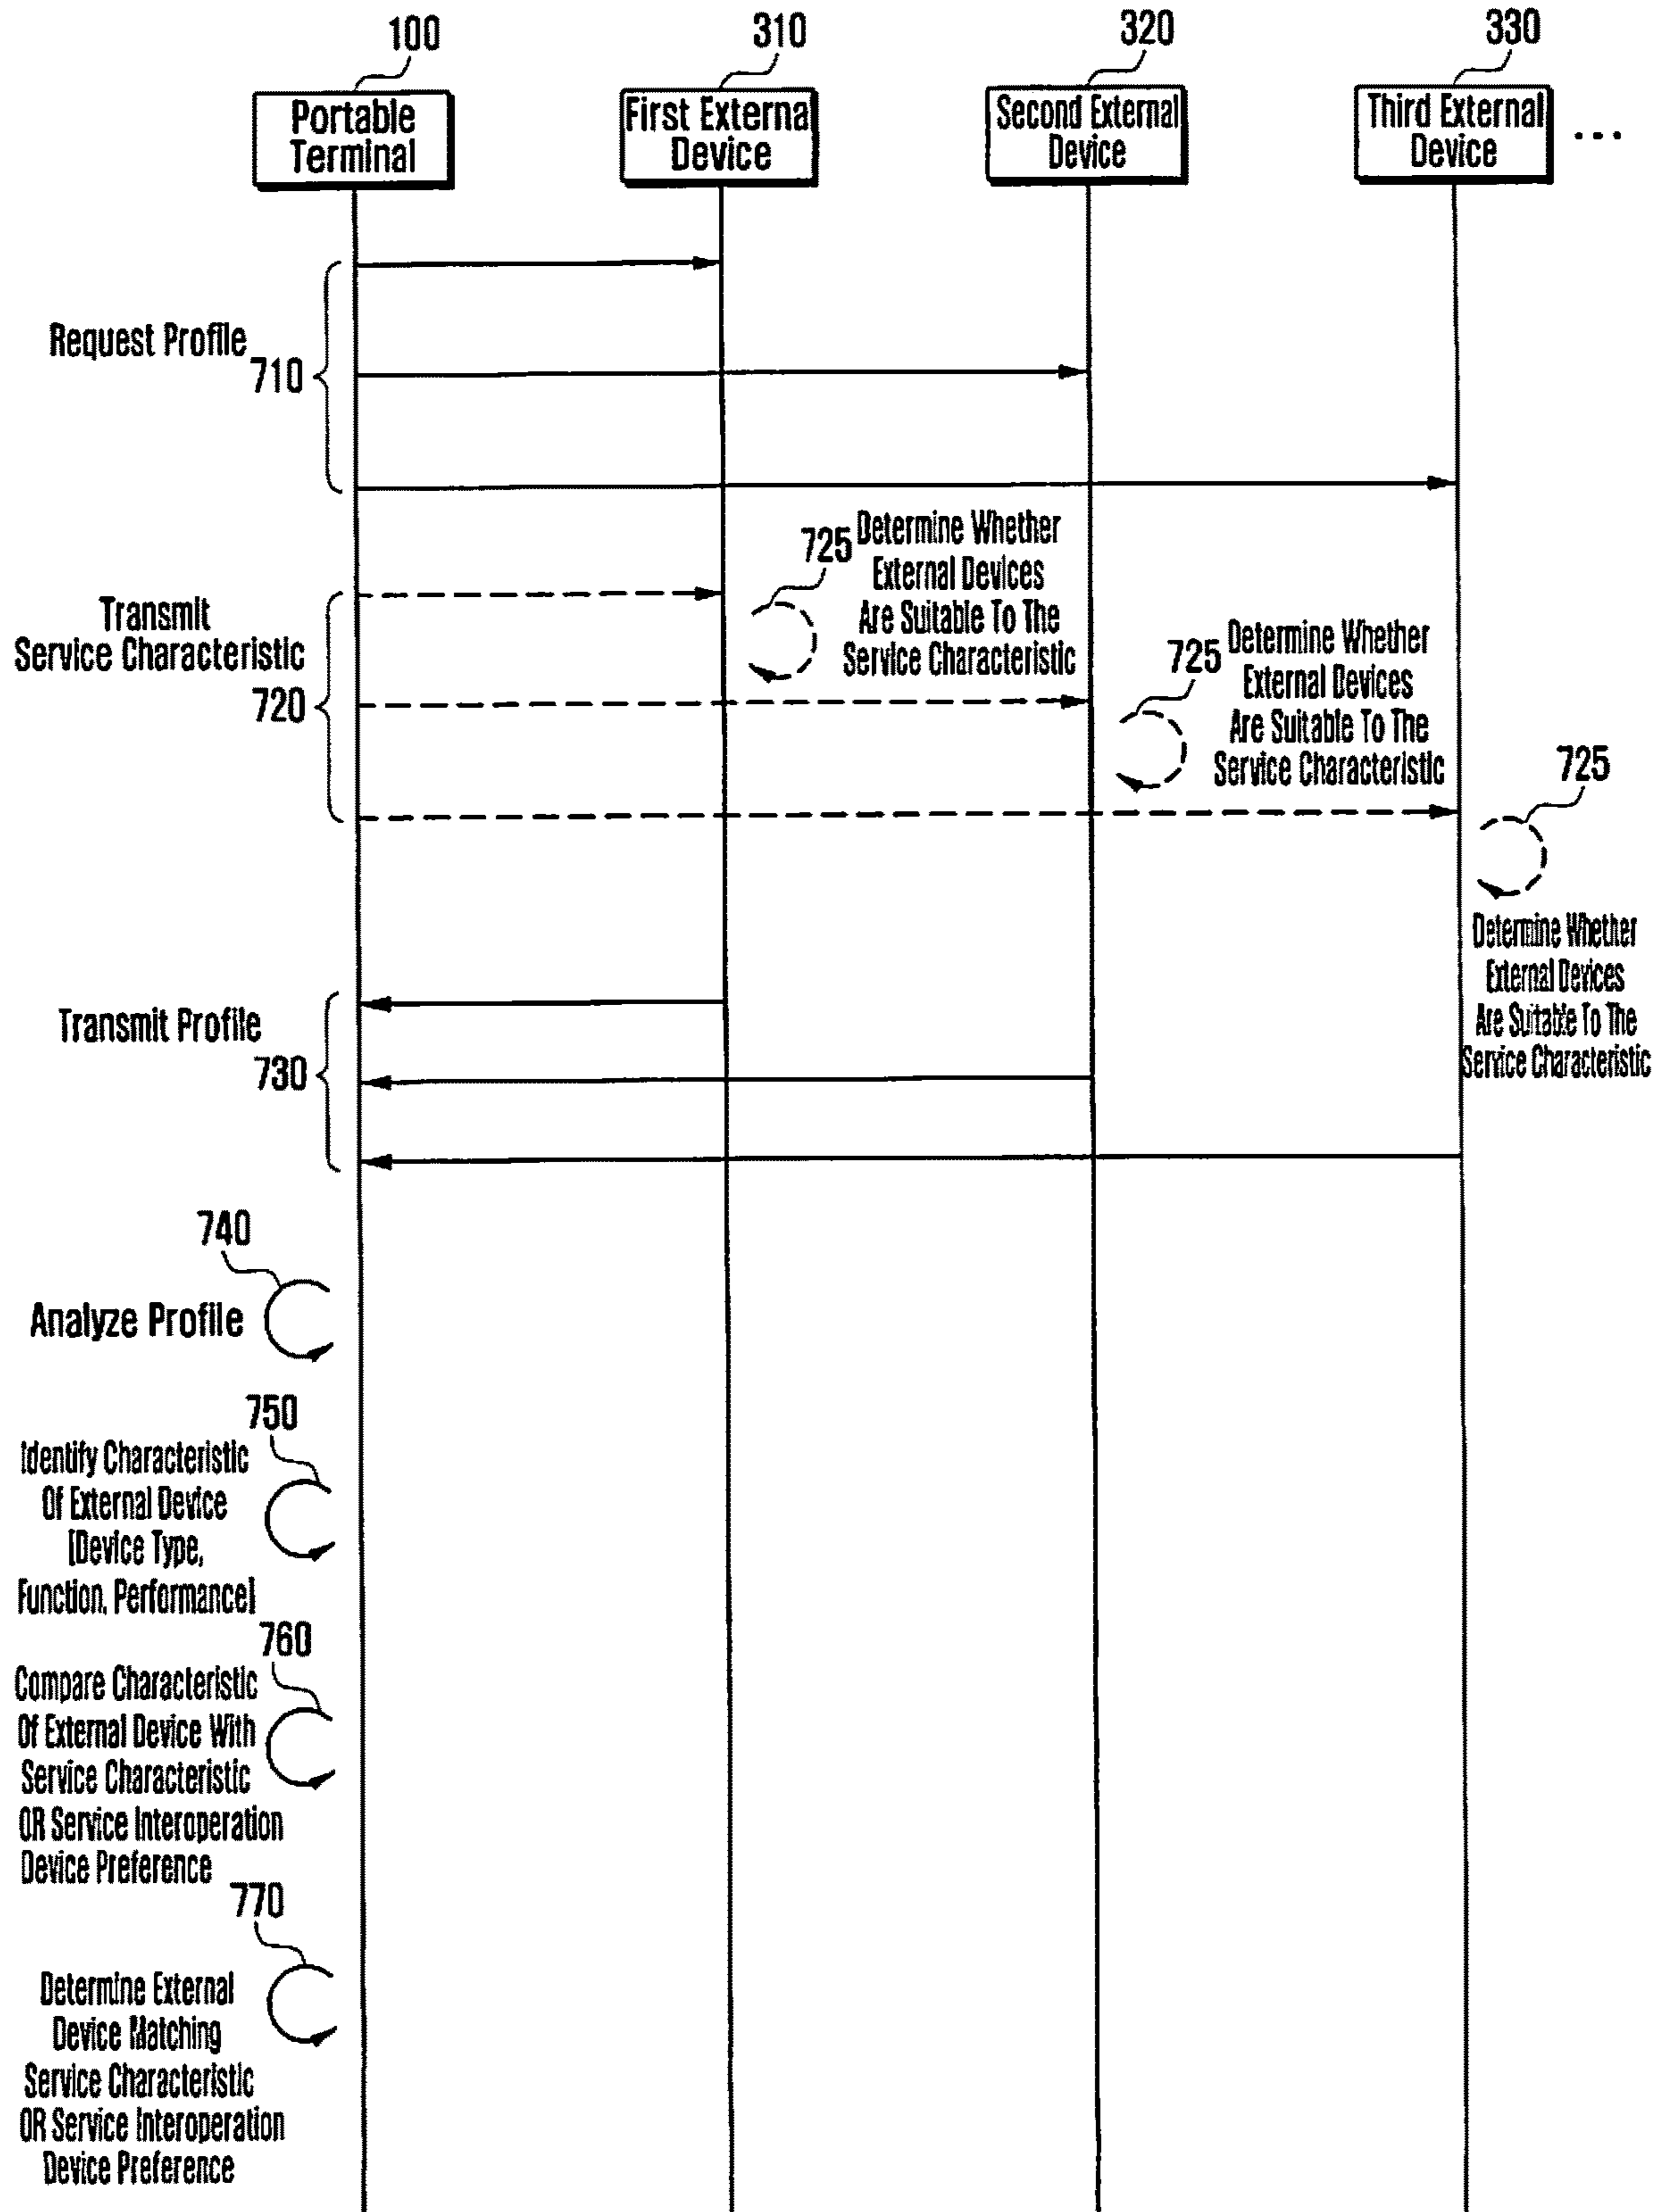 100
310
320
330
Portable
Terminal
First External
Device
Second External
Device
Third External
Device
...
Request Profile
710
725
Determine Whether
External Devices
Are Suitable To The
Service Characteristic
Transmit
Service Characteristic
720
725
Determine Whether
External Devices
Are Suitable To The
Service Characteristic
725
Determine Whether
External Devices
Are Suitable To The
Service Characteristic
Transmit Profile
730
740
Analyze Profile
750
Identify Characteristic
Of External Device
[Device Type,
Function, Performance]
760
Compare Characteristic
Of External Device With
Service Characteristic
OR Service Interoperation
Device Preference
770
Determine External
Device Matching
Service Characteristic
OR Service Interoperation
Device Preference